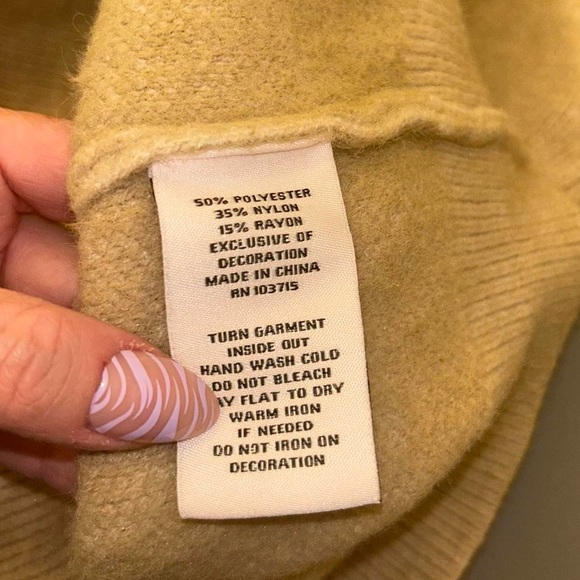 50% POLYESTER
35% NYLON
15% RAYON
EXCLUSIVE OF
DECORATION
MADE IN CHINA
RN 103715
TURN GARMENT
INSIDE OUT
HAND WASH COLD
DO NOT BLEACH
AY FLAT TO DRY
WARM IRON
IF NEEDED
DO NOT IRON ON
DECORATION